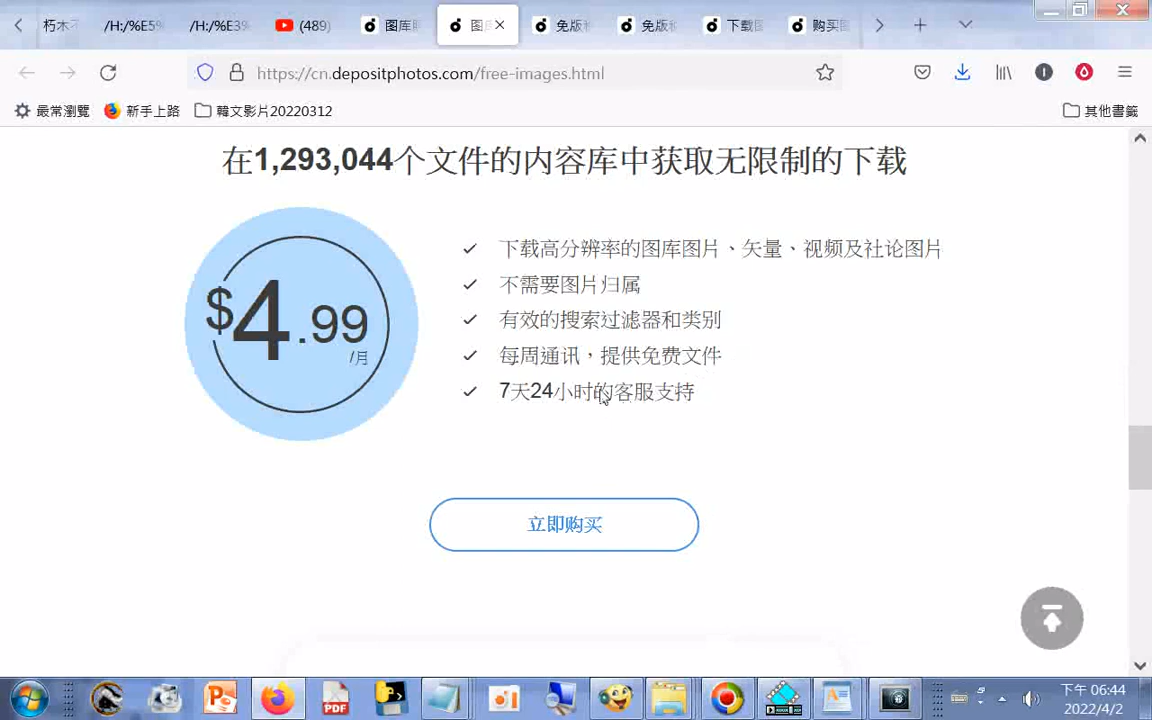 朽木不
/H:/%E5%
/H:/%E3%
(489)
图库
图
免版
免版
下载
购买
https://cn.depositphotos.com/free-images.html
最常瀏覽
新手上路
韓文影片20220312
其他書籤
在1,293,044个文件的内容库中获取无限制的下载
$4.99
/月
下载高分辨率的图库图片、矢量、视频及社论图片
不需要图片归属
有效的搜索过滤器和类别
每周通讯，提供免费文件
7天24小时的客服支持
立即购买
PDF
下午 06:44
2022/4/2